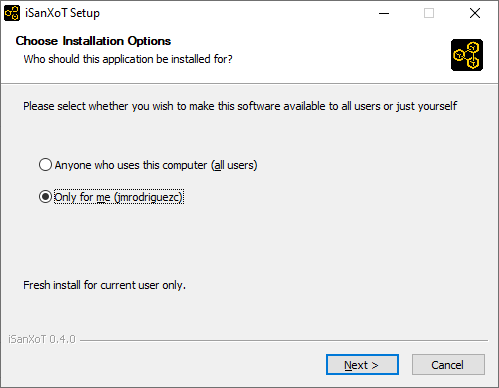 iSanXoT Setup
Choose Installation Options
Who should this application be installed for?
Please select whether you wish to make this software available to all users or just yourself
Anyone who uses this computer (all users)
Only for me (jmrodriguezc)
Fresh install for current user only.
iSanXoT 0.4.0
Next >
Cancel